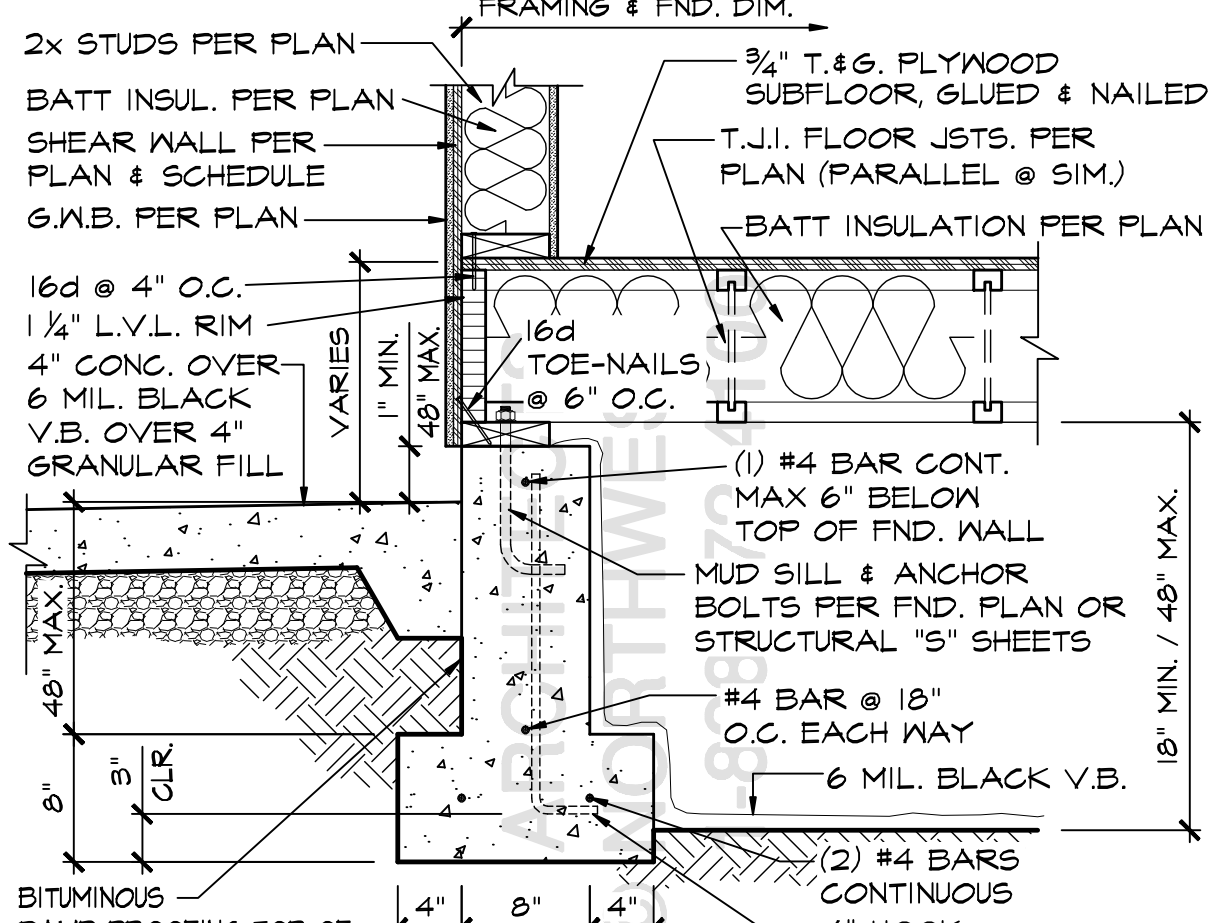 FRAMING & FND. DIM.
2x STUDS PER PLAN
BATT INSUL. PER PLAN
SHEAR WALL PER
PLAN & SCHEDULE
G.W.B. PER PLAN
16d @ 4" O.C.
1 1/4" L.V.L. RIM
4" CONC. OVER
6 MIL. BLACK
V.B. OVER 4"
GRANULAR FILL
VARIES
1" MIN.
48" MAX.
3/4" T.&G. PLYWOOD
SUBFLOOR, GLUED & NAILED
T.J.I. FLOOR JSTS. PER
PLAN (PARALLEL @ SIM.)
BATT INSULATION PER PLAN
16d
TOE-NAILS
@ 6" O.C.
(1) #4 BAR CONT.
MAX 6" BELOW
TOP OF FND. WALL
MUD SILL & ANCHOR
BOLTS PER FND. PLAN OR
STRUCTURAL "S" SHEETS
#4 BAR @ 18"
O.C. EACH WAY
6 MIL. BLACK V.B.
18" MIN. / 48" MAX.
48" MAX.
8"
3"
CLR.
(2) #4 BARS
CONTINUOUS
BITUMINOUS
4"
8"
4"
ARCHITECTS
NORTHWES